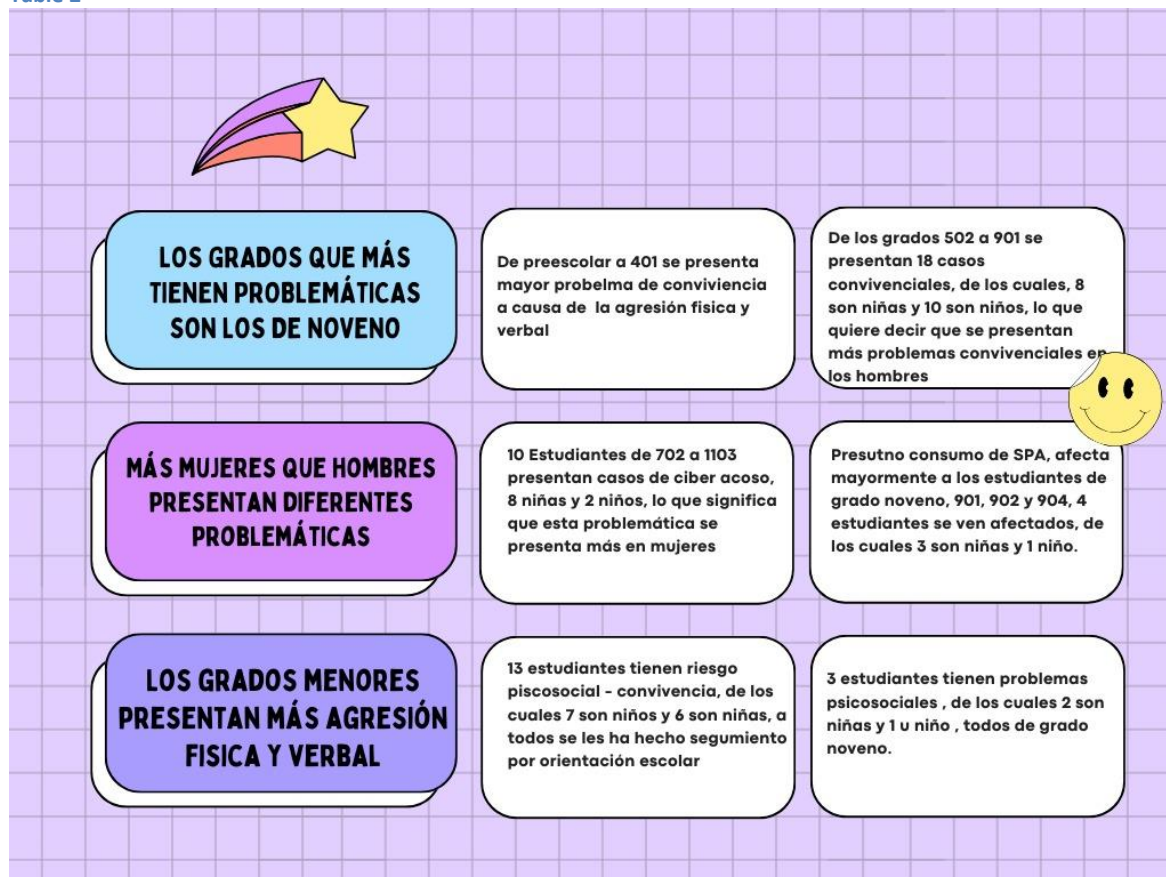 LOS GRADOS QUE MÁS
TIENEN PROBLEMÁTICAS
SON LOS DE NOVENO
De preescolar a 401 se presenta
mayor probelma de conviviencia
a causa de la agresión fisica y
verbal
De los grados 502 a 901 se
presentan 18 casos
convivenciales, de los cuales, 8
son niñas y 10 son niños, lo que
quiere decir que se presentan
más problemas convivenciales en
los hombres
MÁS MUJERES QUE HOMBRES
PRESENTAN DIFERENTES
PROBLEMÁTICAS
10 Estudiantes de 702 a 1103
presentan casos de ciber acoso,
8 niñas y 2 niños, lo que significa
que esta problemática se
presenta más en mujeres
Presutno consumo de SPA, afecta
mayormente a los estudiantes de
grado noveno, 901, 902 y 904, 4
estudiantes se ven afectados, de
los cuales 3 son niñas y 1 niño.
LOS GRADOS MENORES
PRESENTAN MÁS AGRESIÓN
FISICA Y VERBAL
13 estudiantes tienen riesgo
piscosocial - convivencia, de los
cuales 7 son niños y 6 son niñas, a
todos se les ha hecho segumiento
por orientación escolar
3 estudiantes tienen problemas
psicosociales , de los cuales 2 son
niñas y 1 u niño , todos de grado
noveno.